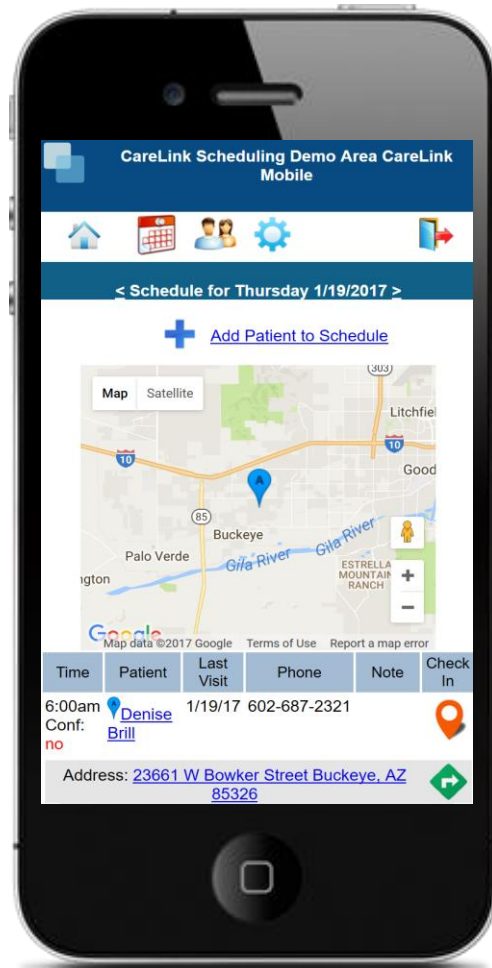 CareLink Scheduling Demo Area CareLink
Mobile
< Schedule for Thursday 1/19/2017 >
Add Patient to Schedule
Map Satellite
303
Litchfiel
10
10
Good
A
85
Buckeye
Palo Verde
Gila River
Gila River
ington
ESTRELLA
MOUNTAIN
RANCH
+
−
Google
Map data ©2017 Google Terms of Use Report a map error
Time Patient Last Visit Phone Note Check In
6:00am A Denise 1/19/17 602-687-2321
Conf: Brill
no
Address: 23661 W Bowker Street Buckeye, AZ
85326